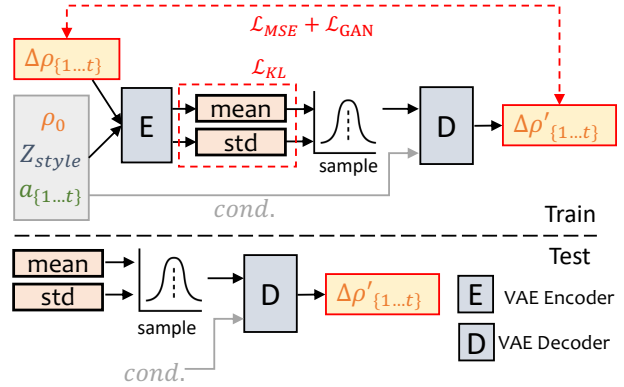 ℒ_MSE + ℒ_GAN
Δρ_{1…t}
ℒ_KL
ρ_0
Z_style
a_{1…t}
E
mean
std
sample
D
Δρ'_{1…t}
cond.
Train
Test
mean
std
sample
D
Δρ'_{1…t}
cond.
E VAE Encoder
D VAE Decoder